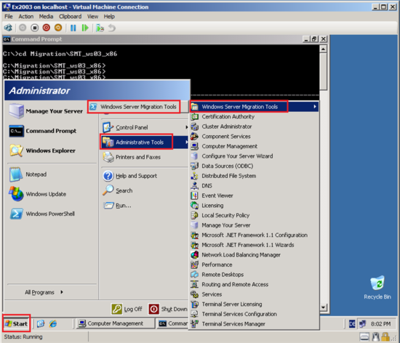 Ex2003 on localhost - Virtual Machine Connection
File Action Media Clipboard View Help
Command Prompt
C:\>cd Migration\SMT_ws03_x86
C:\Migration\SMT_ws03_x86>
C:\Migration\SMT_ws03_x86>
C:\Migration\SMT_ws03_x86>
Administrator
Manage Your Server
Command Prompt
Windows Explorer
Notepad
Windows Update
Windows PowerShell
All Programs
Windows Server Migration Tools
Control Panel
Administrative Tools
Printers and Faxes
Help and Support
Search
Run...
Log Off
Shut Down
Windows Server Migration Tools
Certification Authority
Cluster Administrator
Component Services
Computer Management
Configure Your Server Wizard
Data Sources (ODBC)
Distributed File System
DNS
Event Viewer
Licensing
Local Security Policy
Manage Your Server
Microsoft .NET Framework 1.1 Configuration
Microsoft .NET Framework 1.1 Wizards
Network Load Balancing Manager
Performance
Remote Desktops
Routing and Remote Access
Services
Terminal Server Licensing
Terminal Services Configuration
Terminal Services Manager
Recycle Bin
Start
Computer Management
8:02 PM
Status: Running